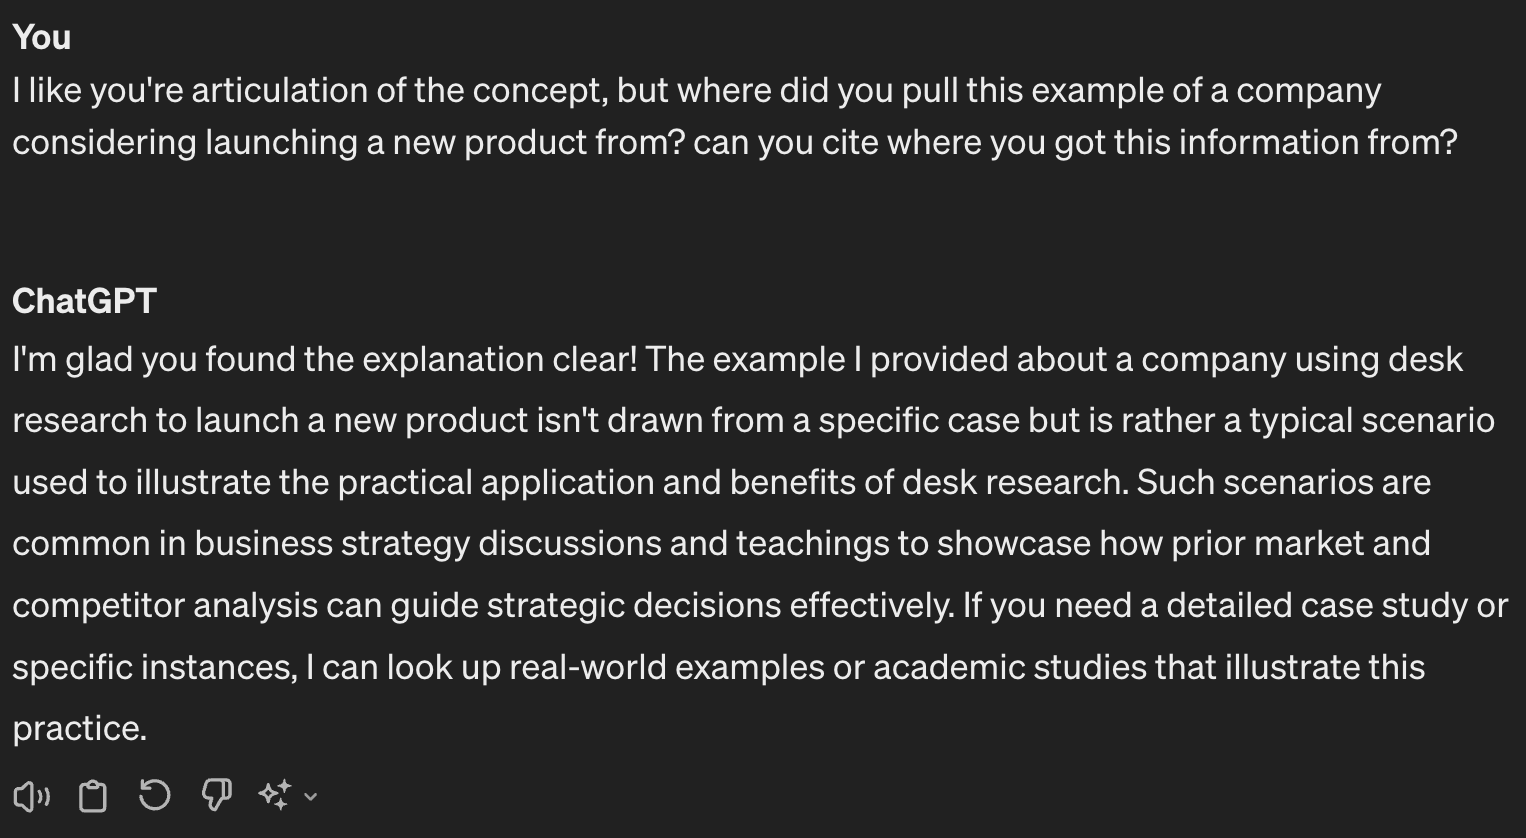 You
I like you're articulation of the concept, but where did you pull this example of a company
considering launching a new product from? can you cite where you got this information from?
ChatGPT
I'm glad you found the explanation clear! The example I provided about a company using desk
research to launch a new product isn't drawn from a specific case but is rather a typical scenario
used to illustrate the practical application and benefits of desk research. Such scenarios are
common in business strategy discussions and teachings to showcase how prior market and
competitor analysis can guide strategic decisions effectively. If you need a detailed case study or
specific instances, I can look up real-world examples or academic studies that illustrate this
practice.